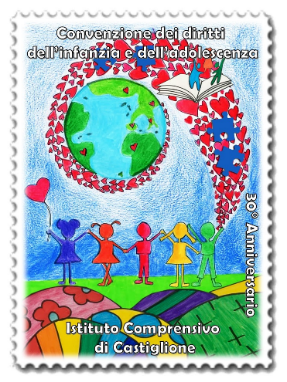 Convenzione dei diritti
dell'infanzia e dell'adolescenza
30° Anniversario
Istituto Comprensivo
di Castiglione